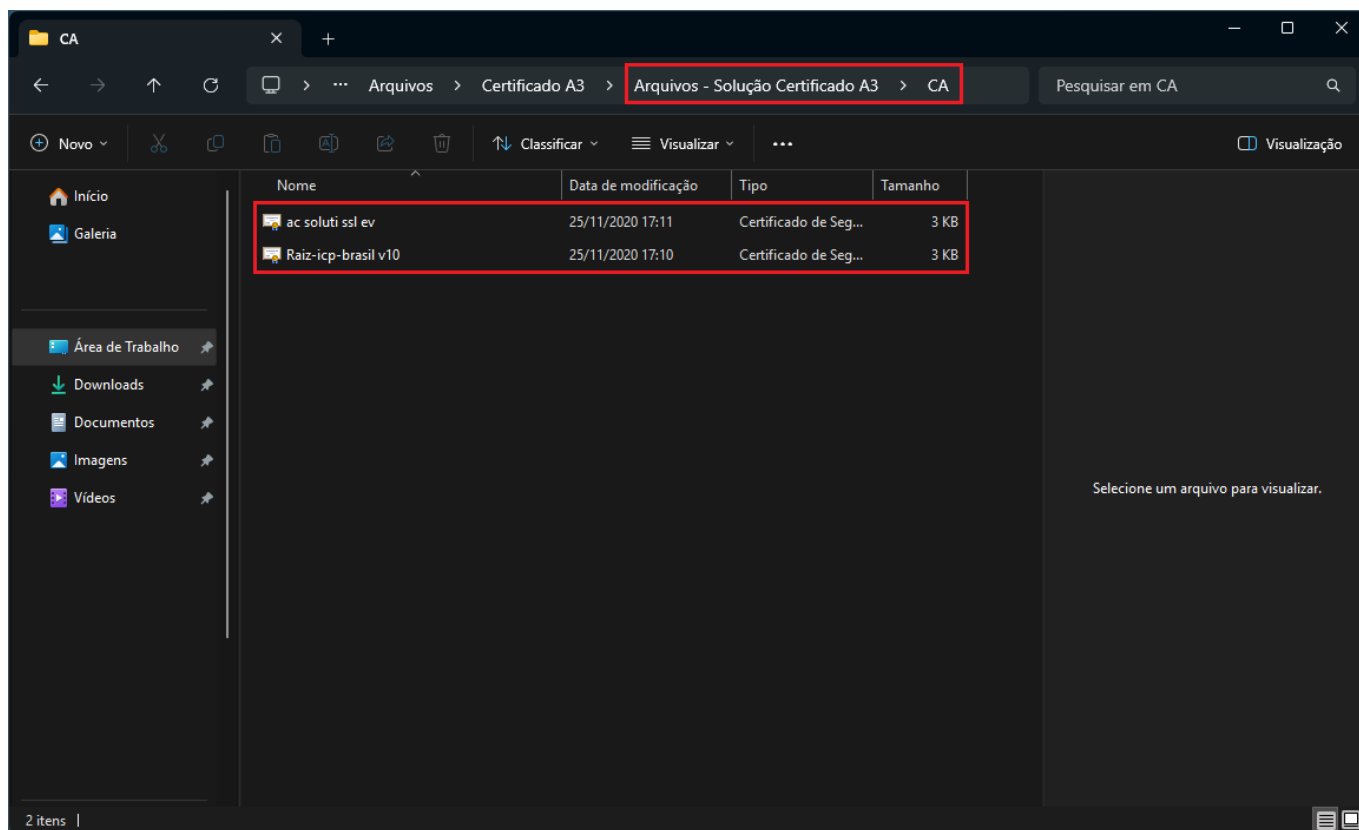 CA
Arquivos > Certificado A3 > Arquivos - Solução Certificado A3 > CA
Pesquisar em CA
Novo
Classificar
Visualizar
Visualização
Início
Galeria
Área de Trabalho
Downloads
Documentos
Imagens
Vídeos
Nome Data de modificação Tipo Tamanho
ac soluti ssl ev 25/11/2020 17:11 Certificado de Seg... 3 KB
Raiz-icp-brasil v10 25/11/2020 17:10 Certificado de Seg... 3 KB
Selecione um arquivo para visualizar.
2 itens